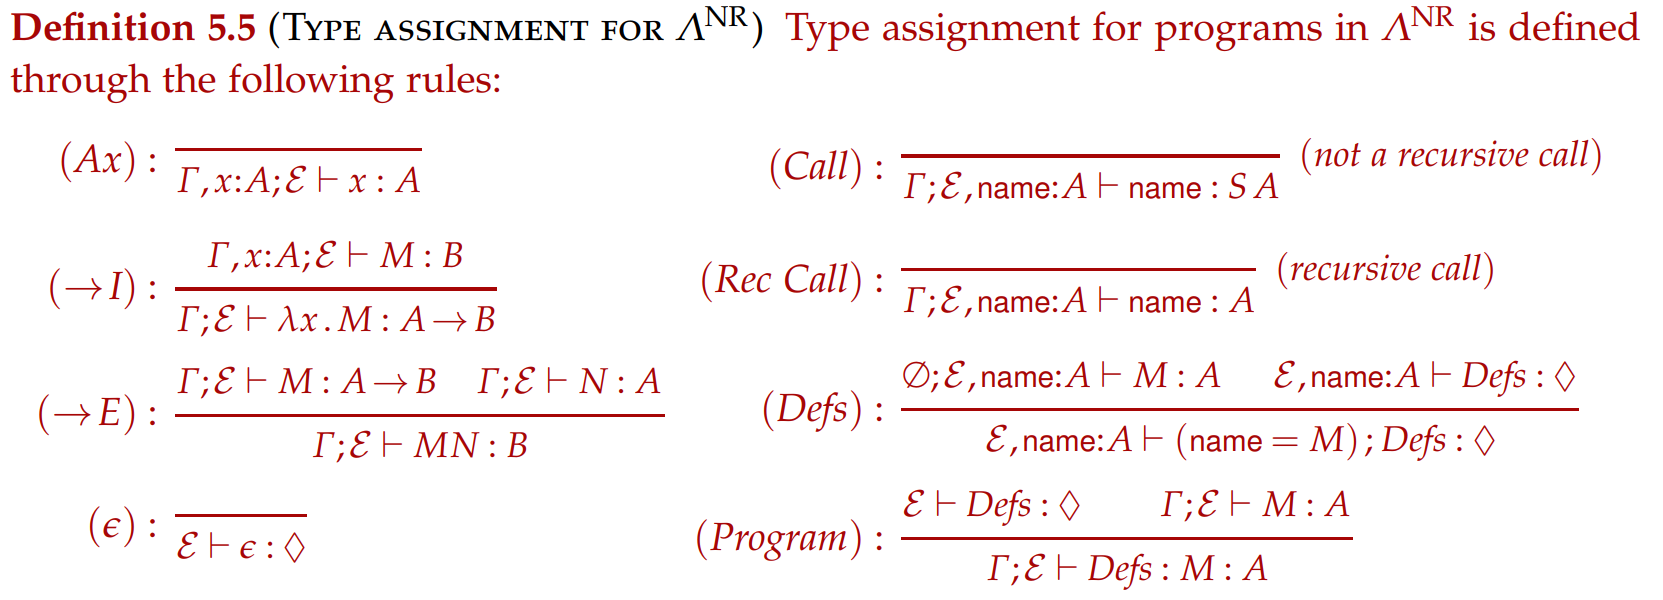 Definition 5.5 (TYPE ASSIGNMENT FOR Λ^NR) Type assignment for programs in Λ^NR is defined
through the following rules:
(Ax) : Γ,x:A;ℰ ⊢ x : A
(Call) : Γ;ℰ,name:A ⊢ name : S A (not a recursive call)
(→I) : Γ,x:A;ℰ ⊢ M : B
Γ;ℰ ⊢ λx.M : A→B
(Rec Call) : Γ;ℰ,name:A ⊢ name : A (recursive call)
(→E) : Γ;ℰ ⊢ M : A→B Γ;ℰ ⊢ N : A
Γ;ℰ ⊢ MN : B
(Defs) : ∅;ℰ,name:A ⊢ M : A ℰ,name:A ⊢ Defs : ◊
ℰ,name:A ⊢ (name = M) ; Defs : ◊
(ϵ) : ℰ ⊢ ϵ : ◊
(Program) : ℰ ⊢ Defs : ◊ Γ;ℰ ⊢ M : A
Γ;ℰ ⊢ Defs : M : A